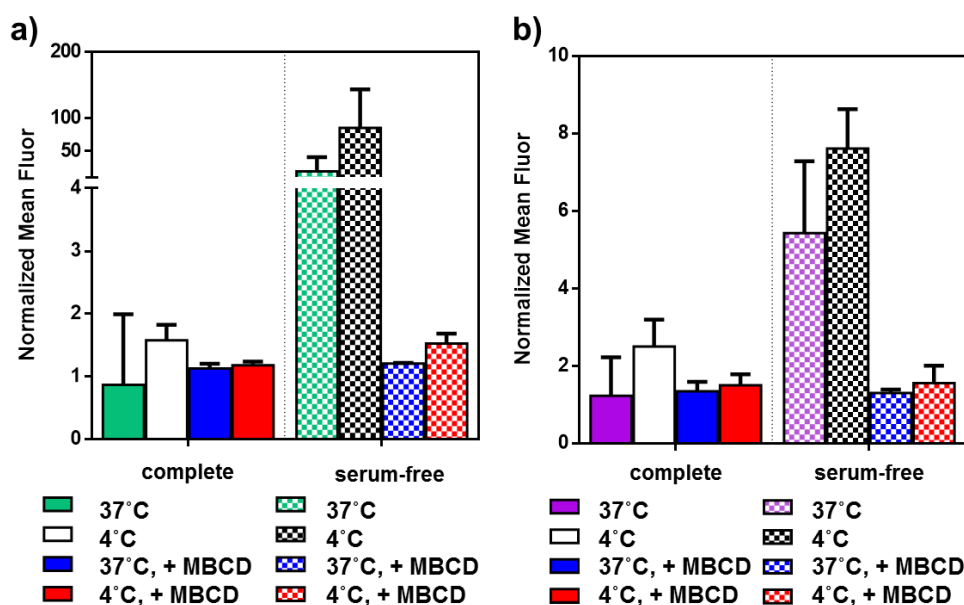 a)
Normalized Mean Fluor
200
100
50
4
3
2
1
0
complete
serum-free
37˚C
37˚C
4˚C
4˚C
37˚C, + MBCD
37˚C, + MBCD
4˚C, + MBCD
4˚C, + MBCD
b)
Normalized Mean Fluor
10
8
6
4
2
0
complete
serum-free
37˚C
37˚C
4˚C
4˚C
37˚C, + MBCD
37˚C, + MBCD
4˚C, + MBCD
4˚C, + MBCD